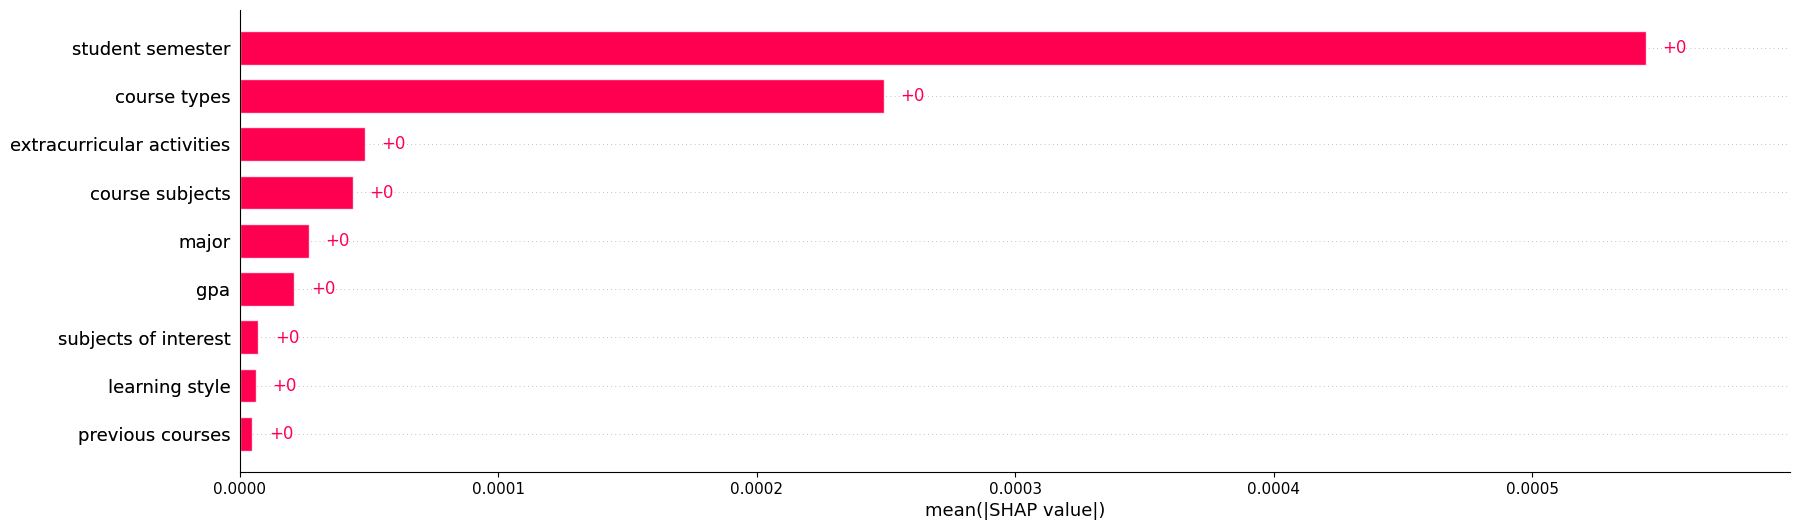 student semester +0
course types +0
extracurricular activities +0
course subjects +0
major +0
gpa +0
subjects of interest +0
learning style +0
previous courses +0
0.0000 0.0001 0.0002 0.0003 0.0004 0.0005
mean(|SHAP value|)